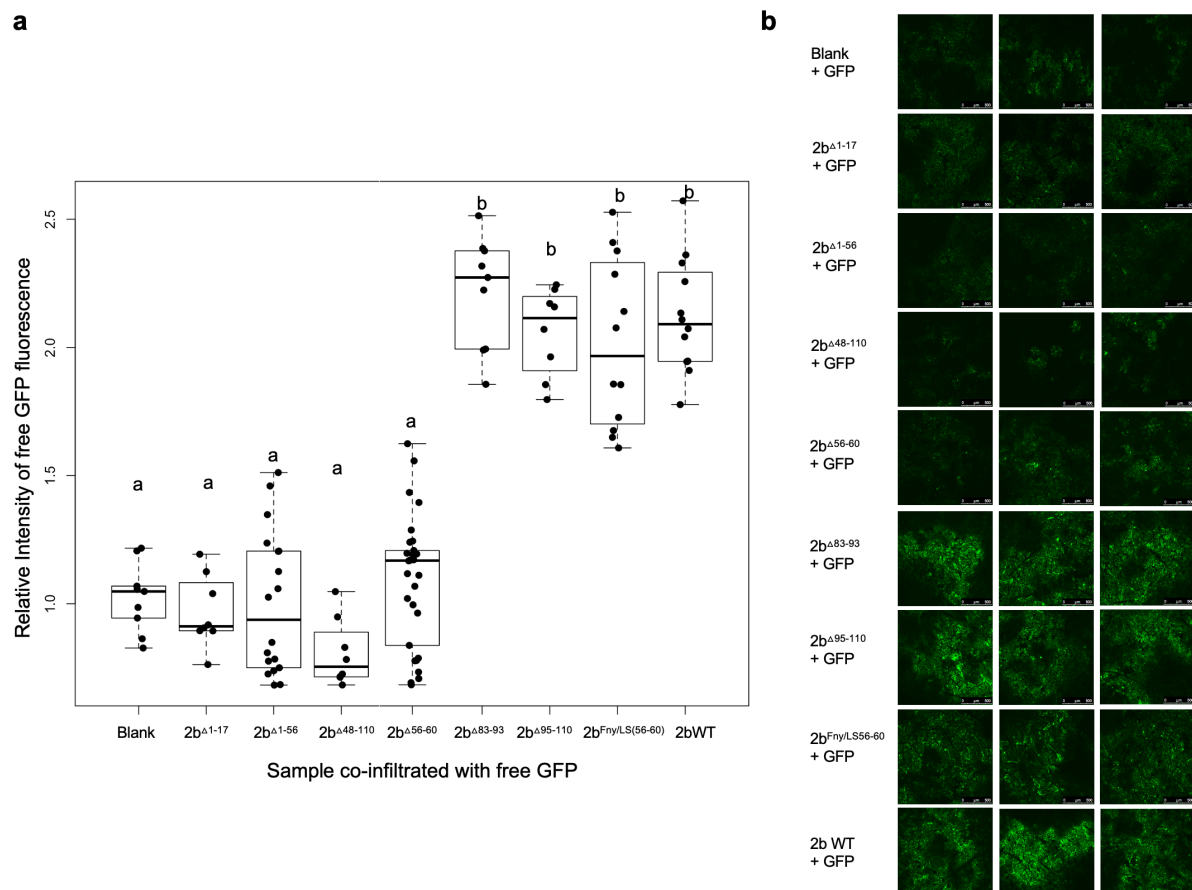 a
Relative Intensity of free GFP fluorescence
2.5
2.0
1.5
1.0
a
a
a
a
a
b
b
b
b
Blank 2bΔ1-17 2bΔ1-56 2bΔ48-110 2bΔ56-60 2bΔ83-93 2bΔ95-110 2bFny/LS(56-60) 2bWT
Sample co-infiltrated with free GFP
b
Blank
+ GFP
2bΔ1-17
+ GFP
2bΔ1-56
+ GFP
2bΔ48-110
+ GFP
2bΔ56-60
+ GFP
2bΔ83-93
+ GFP
2bΔ95-110
+ GFP
2bFny/LS56-60
+ GFP
2b WT
+ GFP